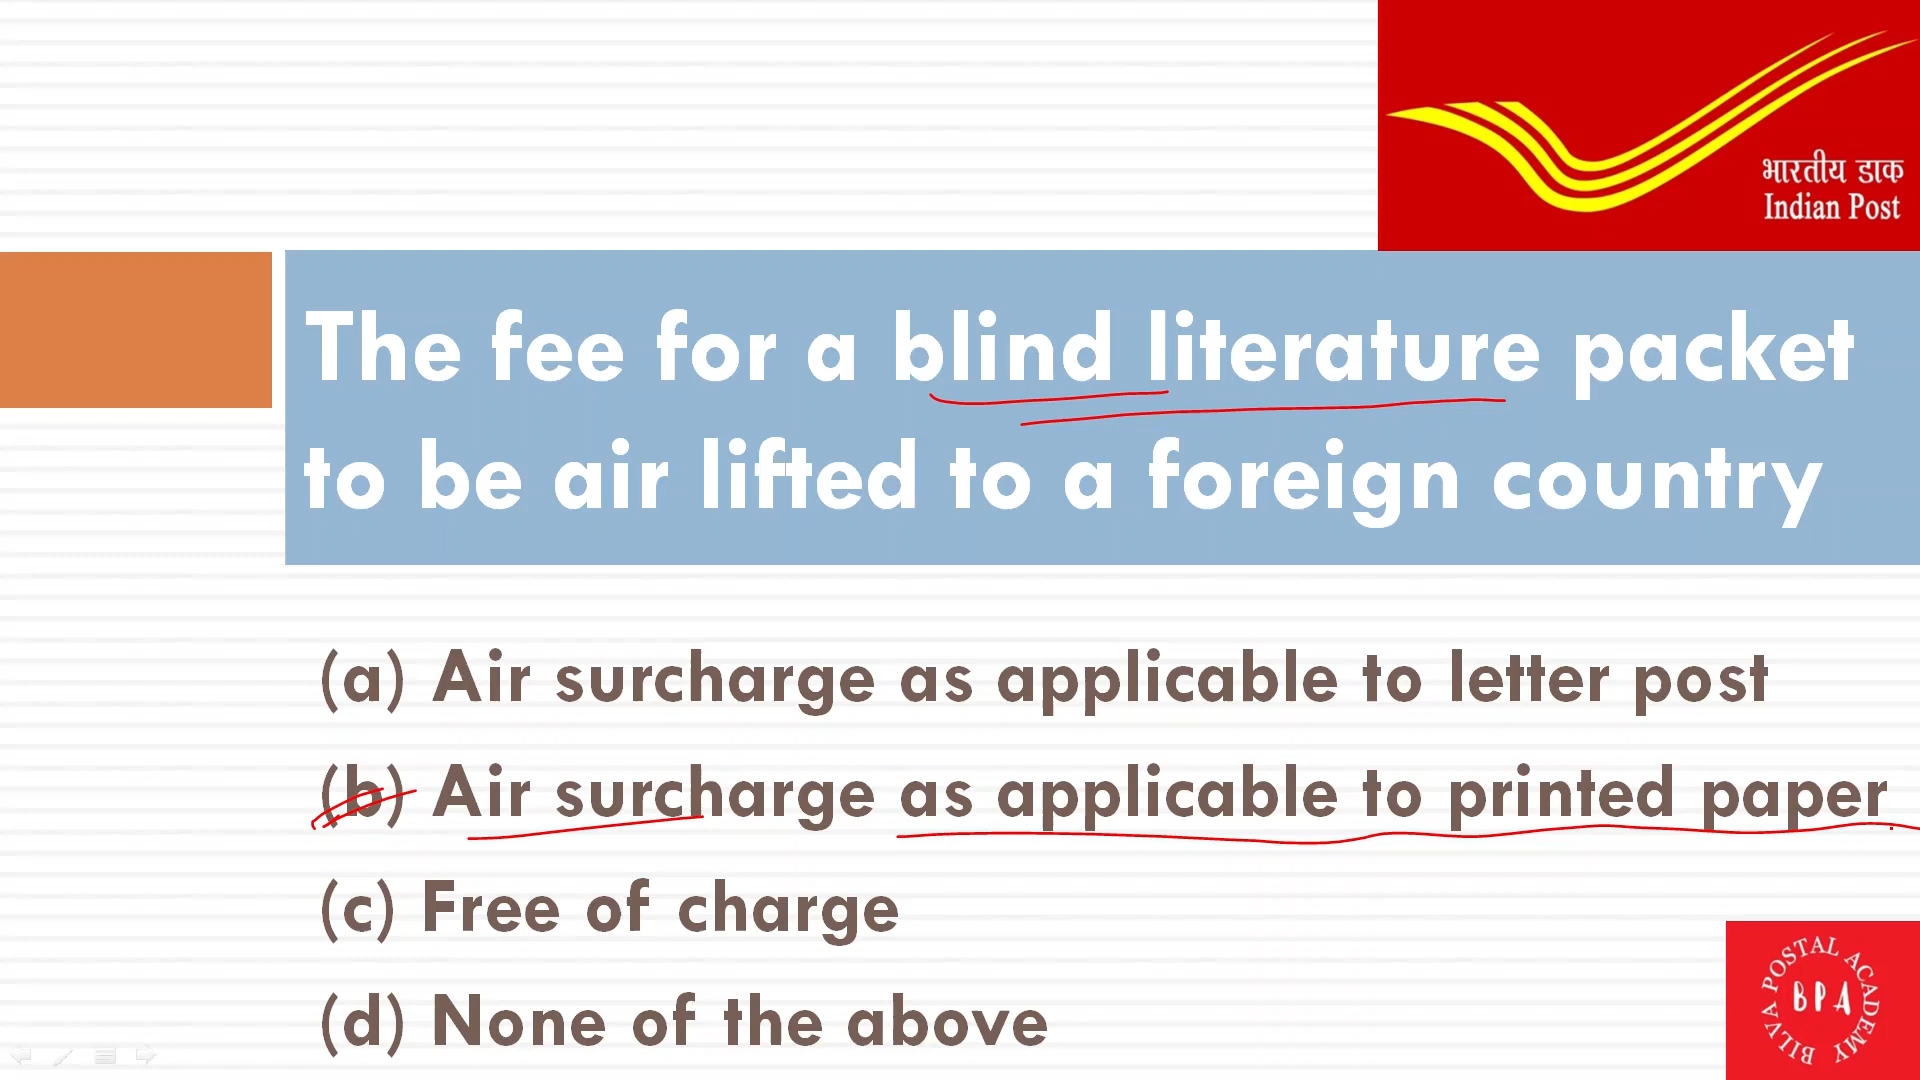 भारतीय डाक
Indian Post
The fee for a blind literature packet
to be air lifted to a foreign country
(a) Air surcharge as applicable to letter post
(b) Air surcharge as applicable to printed paper
(c) Free of charge
(d) None of the above
BILVA POSTAL ACADEMY
BPA